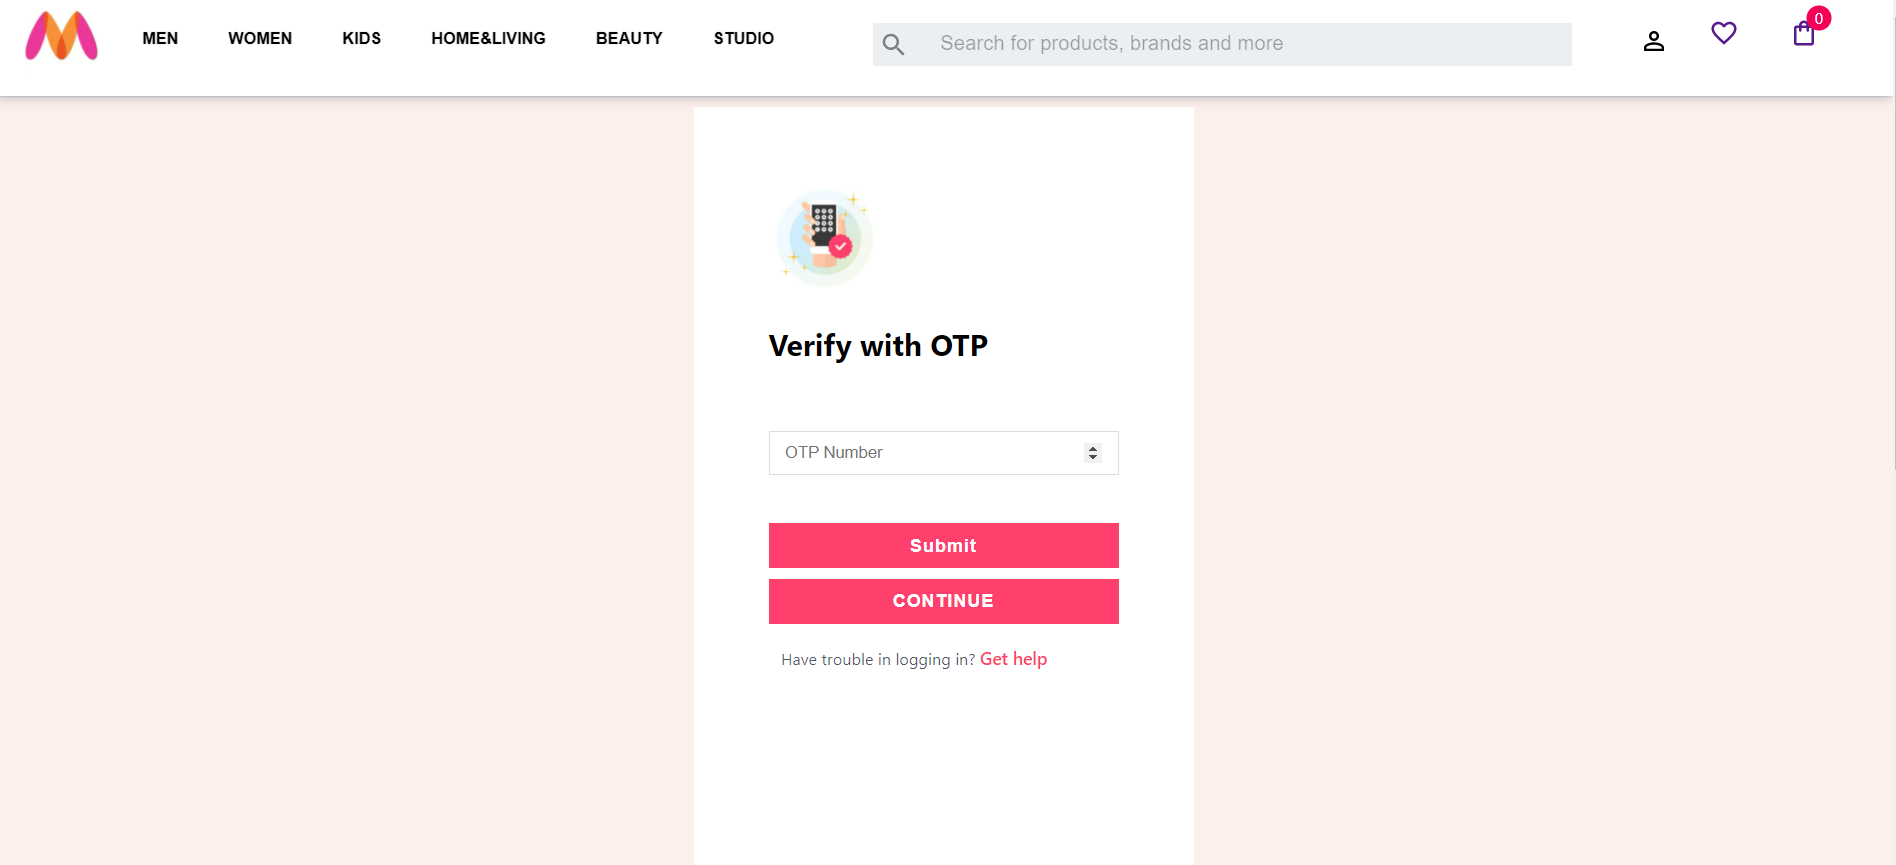 MEN WOMEN KIDS HOME&LIVING BEAUTY STUDIO Search for products, brands and more 0
Verify with OTP
OTP Number
Submit
CONTINUE
Have trouble in logging in? Get help